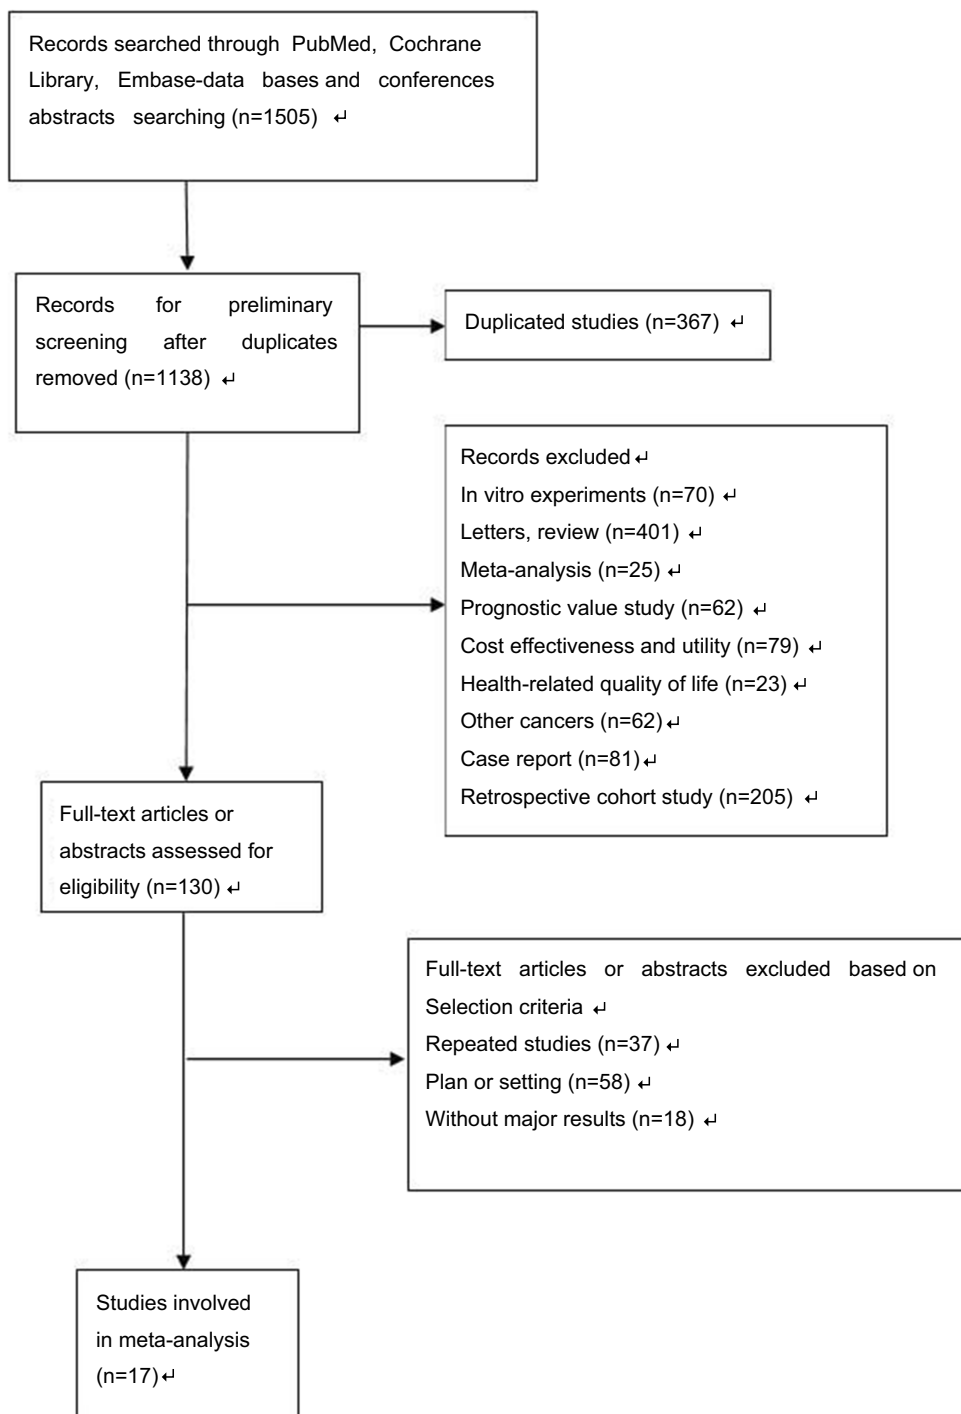 Records searched through PubMed, Cochrane
Library, Embase-data bases and conferences
abstracts searching (n=1505) ↵
Records for preliminary
screening after duplicates
removed (n=1138) ↵
Duplicated studies (n=367) ↵
Records excluded ↵
In vitro experiments (n=70) ↵
Letters, review (n=401) ↵
Meta-analysis (n=25) ↵
Prognostic value study (n=62) ↵
Cost effectiveness and utility (n=79) ↵
Health-related quality of life (n=23) ↵
Other cancers (n=62) ↵
Case report (n=81) ↵
Retrospective cohort study (n=205) ↵
Full-text articles or
abstracts assessed for
eligibility (n=130) ↵
Full-text articles or abstracts excluded based on
Selection criteria ↵
Repeated studies (n=37) ↵
Plan or setting (n=58) ↵
Without major results (n=18) ↵
Studies involved
in meta-analysis
(n=17) ↵